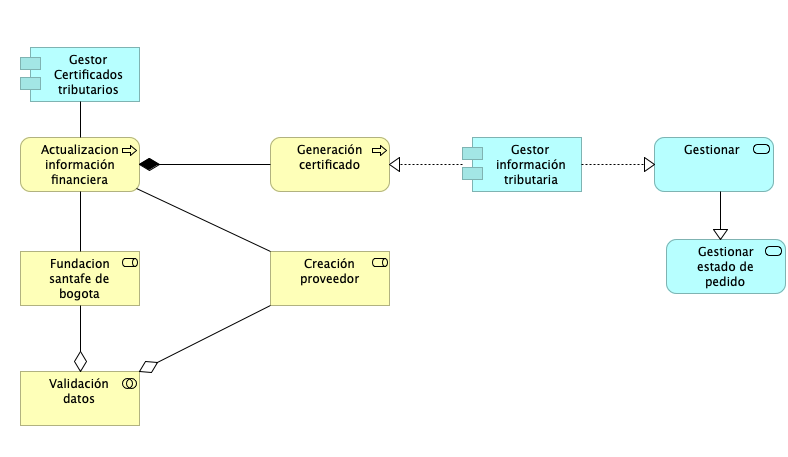 Gestor
Certificados
tributarios
Actualizacion
información
financiera
Generación
certificado
Gestor
información
tributaria
Gestionar
Gestionar
estado de
pedido
Fundacion
santafe de
bogota
Creación
proveedor
Validación
datos